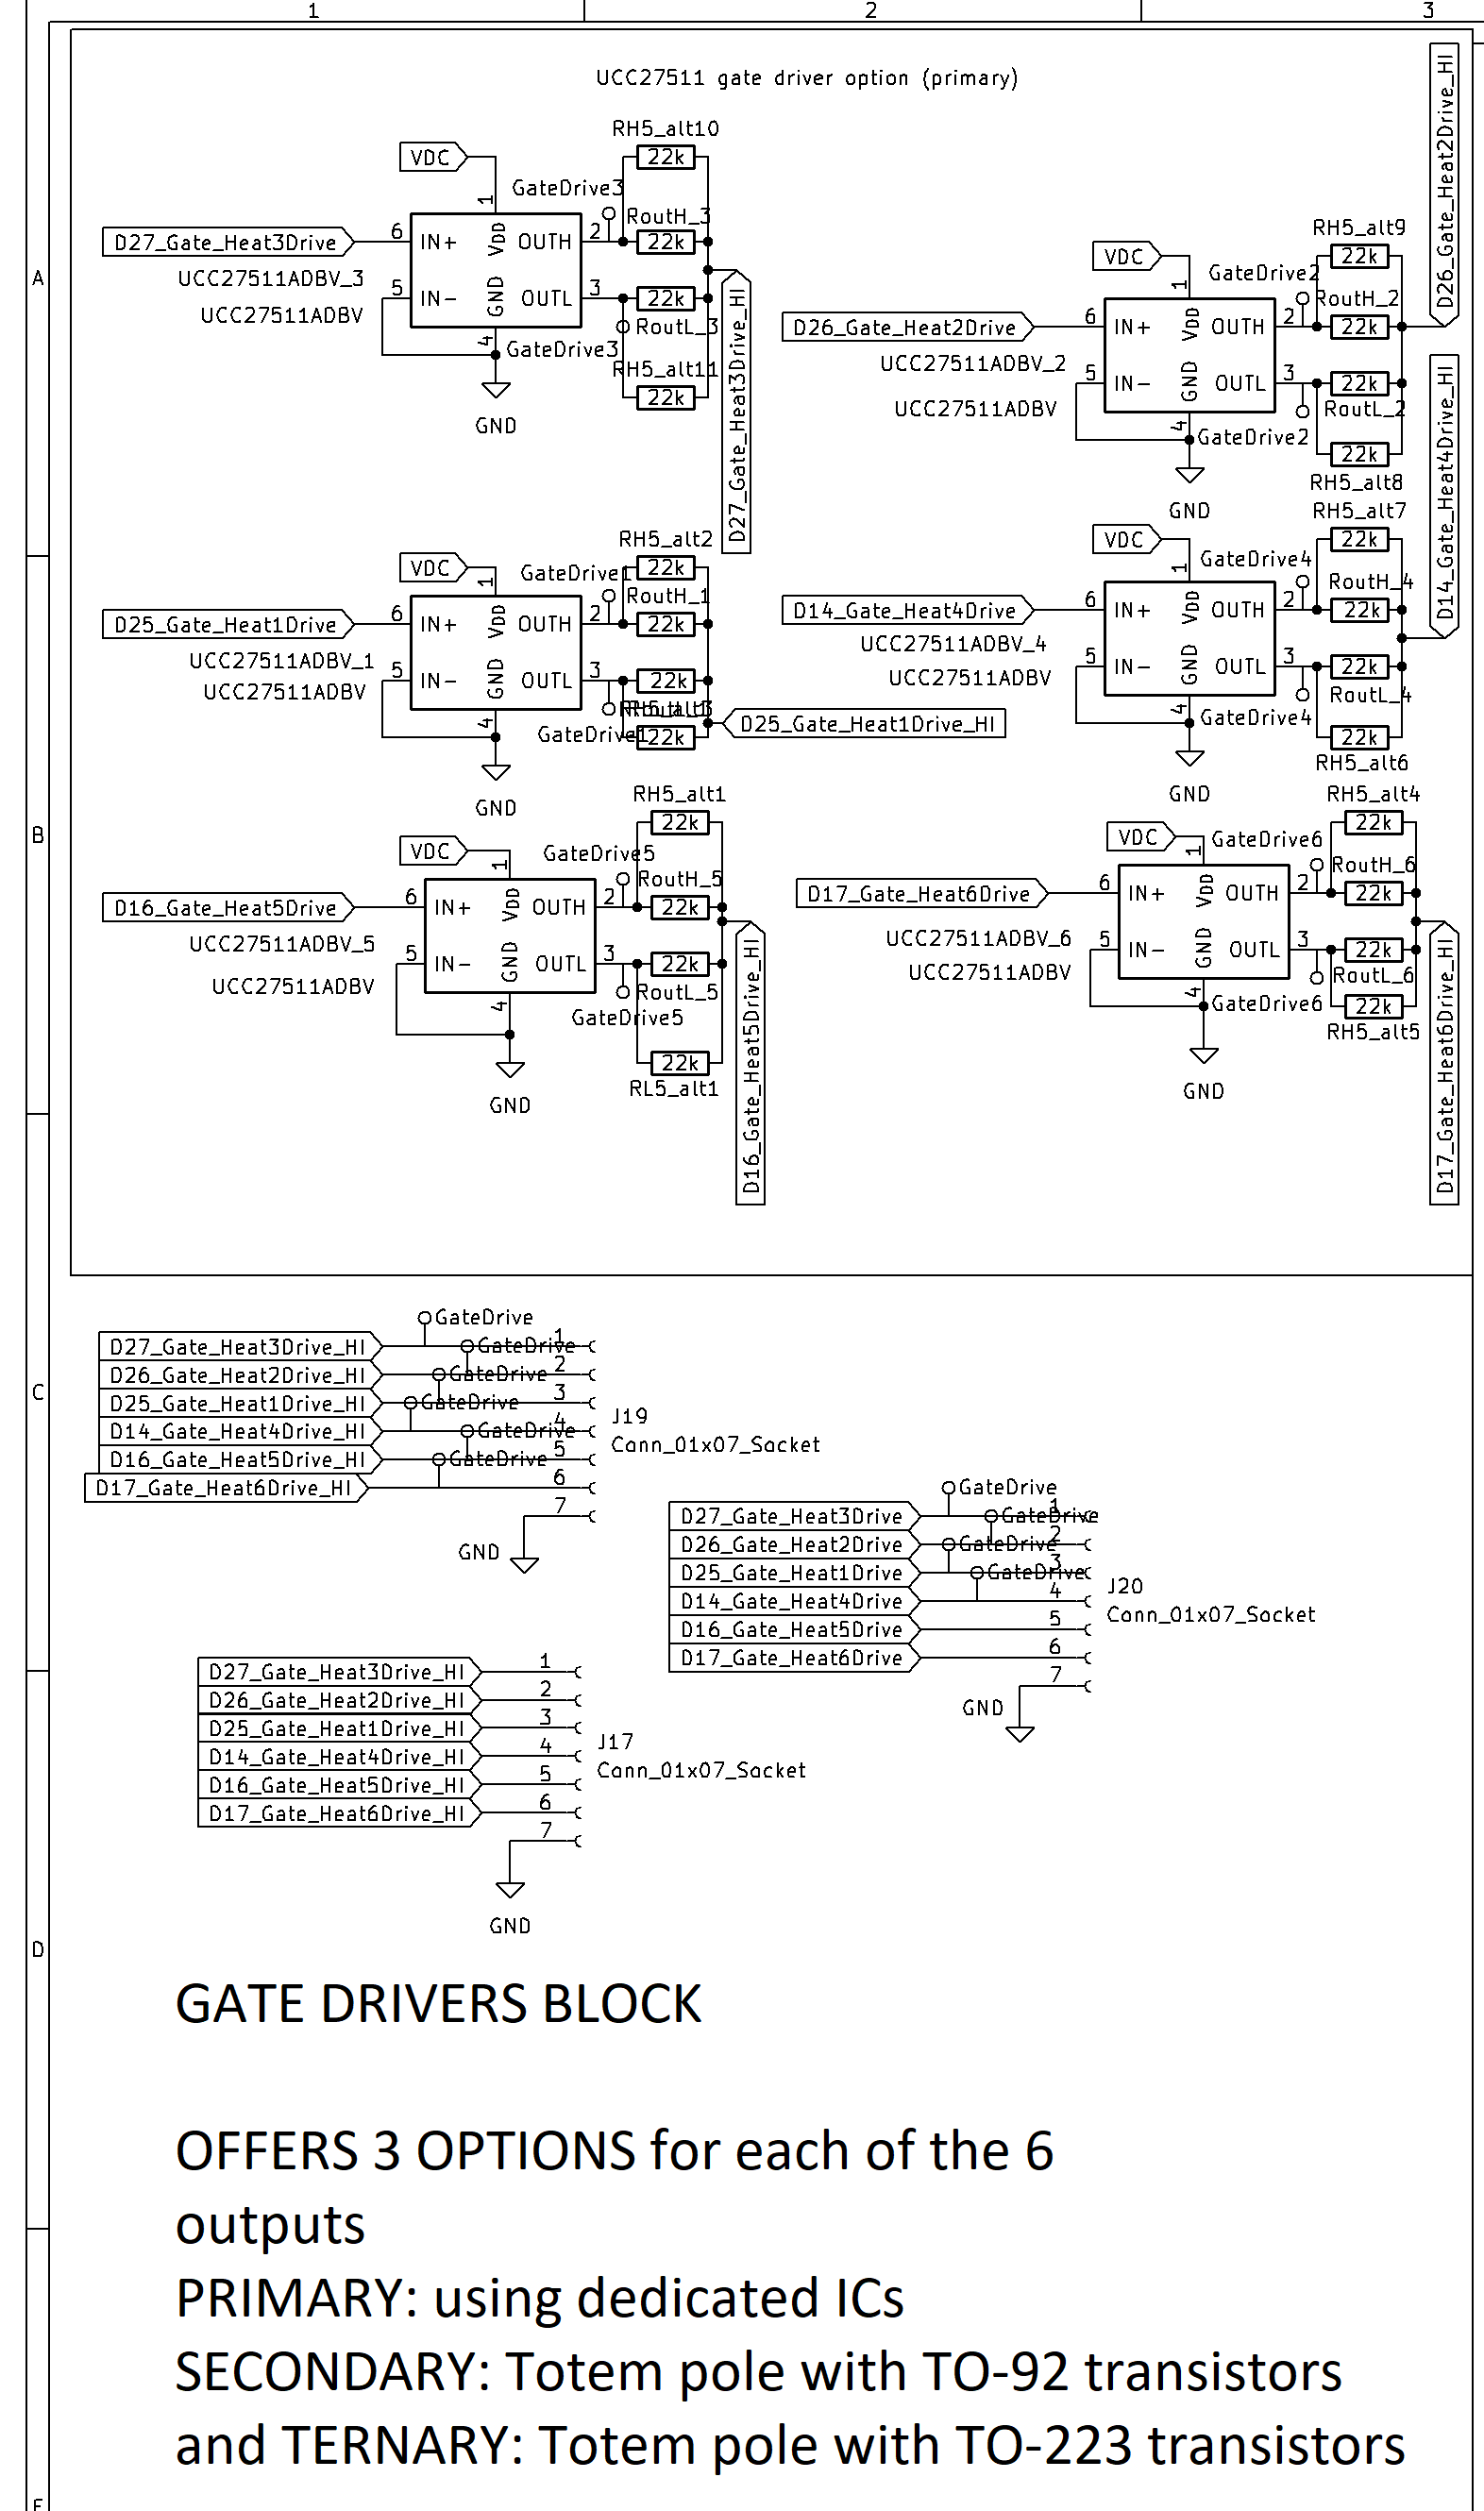 1
2
3
A
B
C
D
E
UCC27511 gate driver option (primary)
RH5_alt10
22k
VDC
GateDrive3
RoutH_3
1
D27_Gate_Heat3Drive
6
IN+
VDD
OUTH
2
22k
UCC27511ADBV_3
5
IN-
GND
OUTL
3
22k
UCC27511ADBV
4
RoutL_3
GateDrive3
RH5_alt11
22k
GND
D27_Gate_Heat3Drive_HI
RH5_alt9
22k
VDC
GateDrive2
RoutH_2
1
D26_Gate_Heat2Drive
6
IN+
VDD
OUTH
2
22k
UCC27511ADBV_2
5
IN-
GND
OUTL
3
22k
UCC27511ADBV
4
RoutL_2
GateDrive2
22k
RH5_alt8
GND
D26_Gate_Heat2Drive_HI
RH5_alt2
22k
VDC
GateDrive1
RoutH_1
1
D25_Gate_Heat1Drive
6
IN+
VDD
OUTH
2
22k
UCC27511ADBV_1
5
IN-
GND
OUTL
3
22k
UCC27511ADBV
4
GateDrive1
22k
D25_Gate_Heat1Drive_HI
GND
RH5_alt7
22k
VDC
GateDrive4
RoutH_4
1
D14_Gate_Heat4Drive
6
IN+
VDD
OUTH
2
22k
UCC27511ADBV_4
5
IN-
GND
OUTL
3
22k
UCC27511ADBV
4
RoutL_4
GateDrive4
22k
RH5_alt6
GND
D14_Gate_Heat4Drive_HI
RH5_alt1
22k
VDC
GateDrive5
RoutH_5
1
D16_Gate_Heat5Drive
6
IN+
VDD
OUTH
2
22k
UCC27511ADBV_5
5
IN-
GND
OUTL
3
22k
UCC27511ADBV
4
RoutL_5
GateDrive5
22k
RL5_alt1
GND
D16_Gate_Heat5Drive_HI
RH5_alt4
22k
VDC
GateDrive6
RoutH_6
1
D17_Gate_Heat6Drive
6
IN+
VDD
OUTH
2
22k
UCC27511ADBV_6
5
IN-
GND
OUTL
3
22k
UCC27511ADBV
4
RoutL_6
GateDrive6
22k
RH5_alt5
GND
D17_Gate_Heat6Drive_HI
GateDrive
D27_Gate_Heat3Drive_HI
GateDrive
1
D26_Gate_Heat2Drive_HI
GateDrive
2
D25_Gate_Heat1Drive_HI
GateDrive
3
D14_Gate_Heat4Drive_HI
GateDrive
4
D16_Gate_Heat5Drive_HI
GateDrive
5
D17_Gate_Heat6Drive_HI
6
7
GND
J19
Conn_01x07_Socket
GateDrive
D27_Gate_Heat3Drive
GateDrive
1
D26_Gate_Heat2Drive
GateDrive
2
D25_Gate_Heat1Drive
GateDrive
3
D14_Gate_Heat4Drive
4
D16_Gate_Heat5Drive
5
D17_Gate_Heat6Drive
6
7
GND
J20
Conn_01x07_Socket
D27_Gate_Heat3Drive_HI
1
D26_Gate_Heat2Drive_HI
2
D25_Gate_Heat1Drive_HI
3
D14_Gate_Heat4Drive_HI
4
D16_Gate_Heat5Drive_HI
5
D17_Gate_Heat6Drive_HI
6
7
J17
Conn_01x07_Socket
GND
GATE DRIVERS BLOCK
OFFERS 3 OPTIONS for each of the 6
outputs
PRIMARY: using dedicated ICs
SECONDARY: Totem pole with TO-92 transistors
and TERNARY: Totem pole with TO-223 transistors